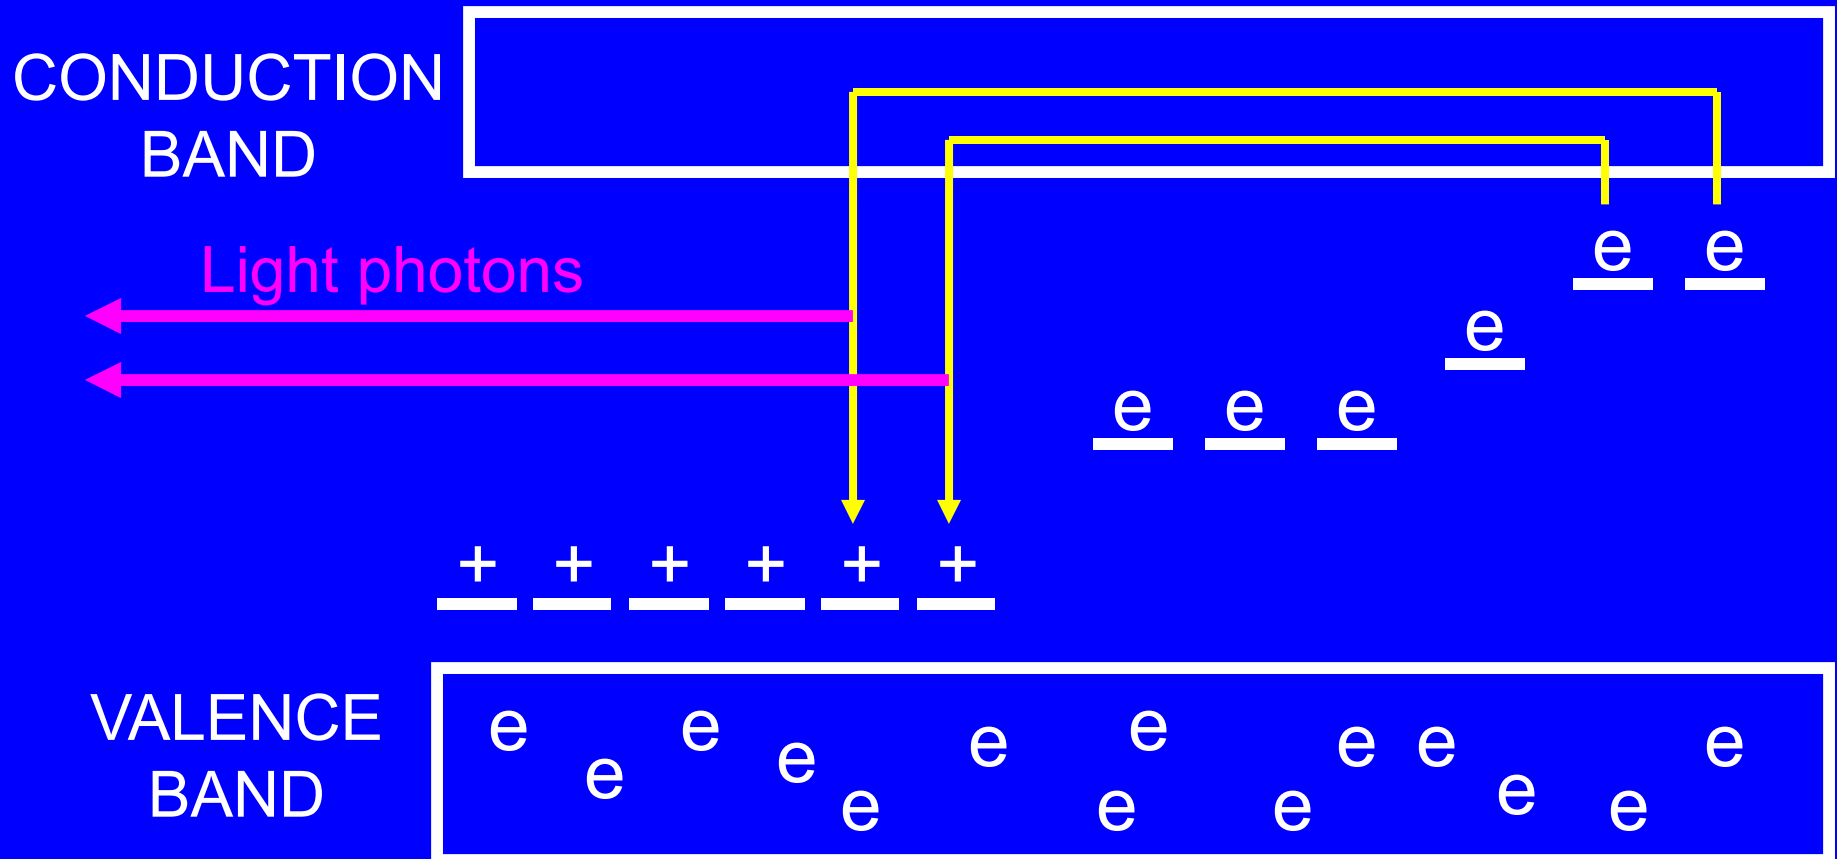 CONDUCTION
BAND
Light photons
e e
e
e e e
+ + + + + +
VALENCE
BAND
e e e e e e e e e e e e e e e